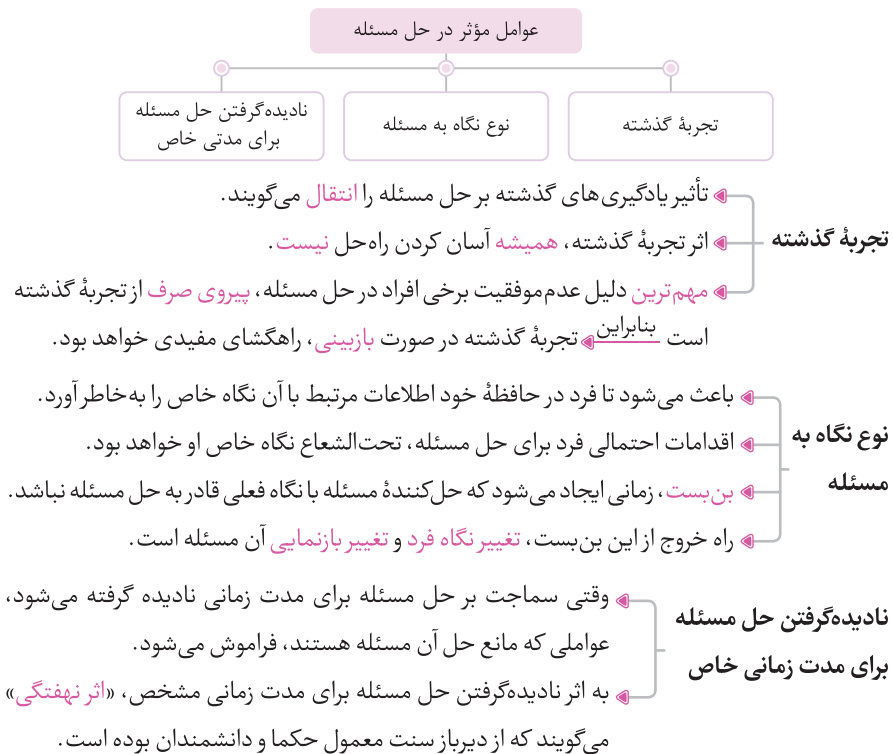 عوامل مؤثر در حل مسئله
تجربهٔ گذشته
نوع نگاه به مسئله
نادیده‌گرفتن حل مسئله
برای مدتی خاص
تجربهٔ گذشته
تأثیر یادگیری‌های گذشته بر حل مسئله را انتقال می‌گویند.
اثر تجربهٔ گذشته، همیشه آسان کردن راه‌حل نیست.
مهم‌ترین دلیل عدم‌موفقیت برخی افراد در حل مسئله، پیروی صرف از تجربهٔ گذشته
است بنابراین تجربهٔ گذشته در صورت بازبینی، راهگشای مفیدی خواهد بود.
نوع نگاه به
مسئله
باعث می‌شود تا فرد در حافظهٔ خود اطلاعات مرتبط با آن نگاه خاص را به‌خاطر آورد.
اقدامات احتمالی فرد برای حل مسئله، تحت‌الشعاع نگاه خاص او خواهد بود.
بن‌بست، زمانی ایجاد می‌شود که حل‌کنندهٔ مسئله با نگاه فعلی قادر به حل مسئله نباشد.
راه خروج از این بن‌بست، تغییر نگاه فرد و تغییر بازنمایی آن مسئله است.
نادیده‌گرفتن حل مسئله
برای مدت زمانی خاص
وقتی سماجت بر حل مسئله برای مدت زمانی نادیده گرفته می‌شود،
عواملی که مانع حل آن مسئله هستند، فراموش می‌شود.
به اثر نادیده‌گرفتن حل مسئله برای مدت زمانی مشخص، «اثر نهفتگی»
می‌گویند که از دیرباز سنت معمول حکما و دانشمندان بوده است.